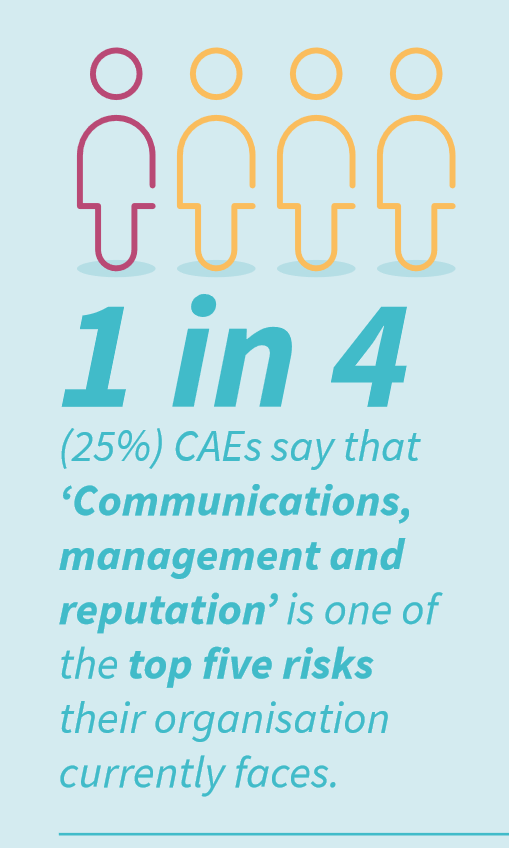 1 in 4
(25%) CAEs say that
‘Communications,
management and
reputation’ is one of
the top five risks
their organisation
currently faces.